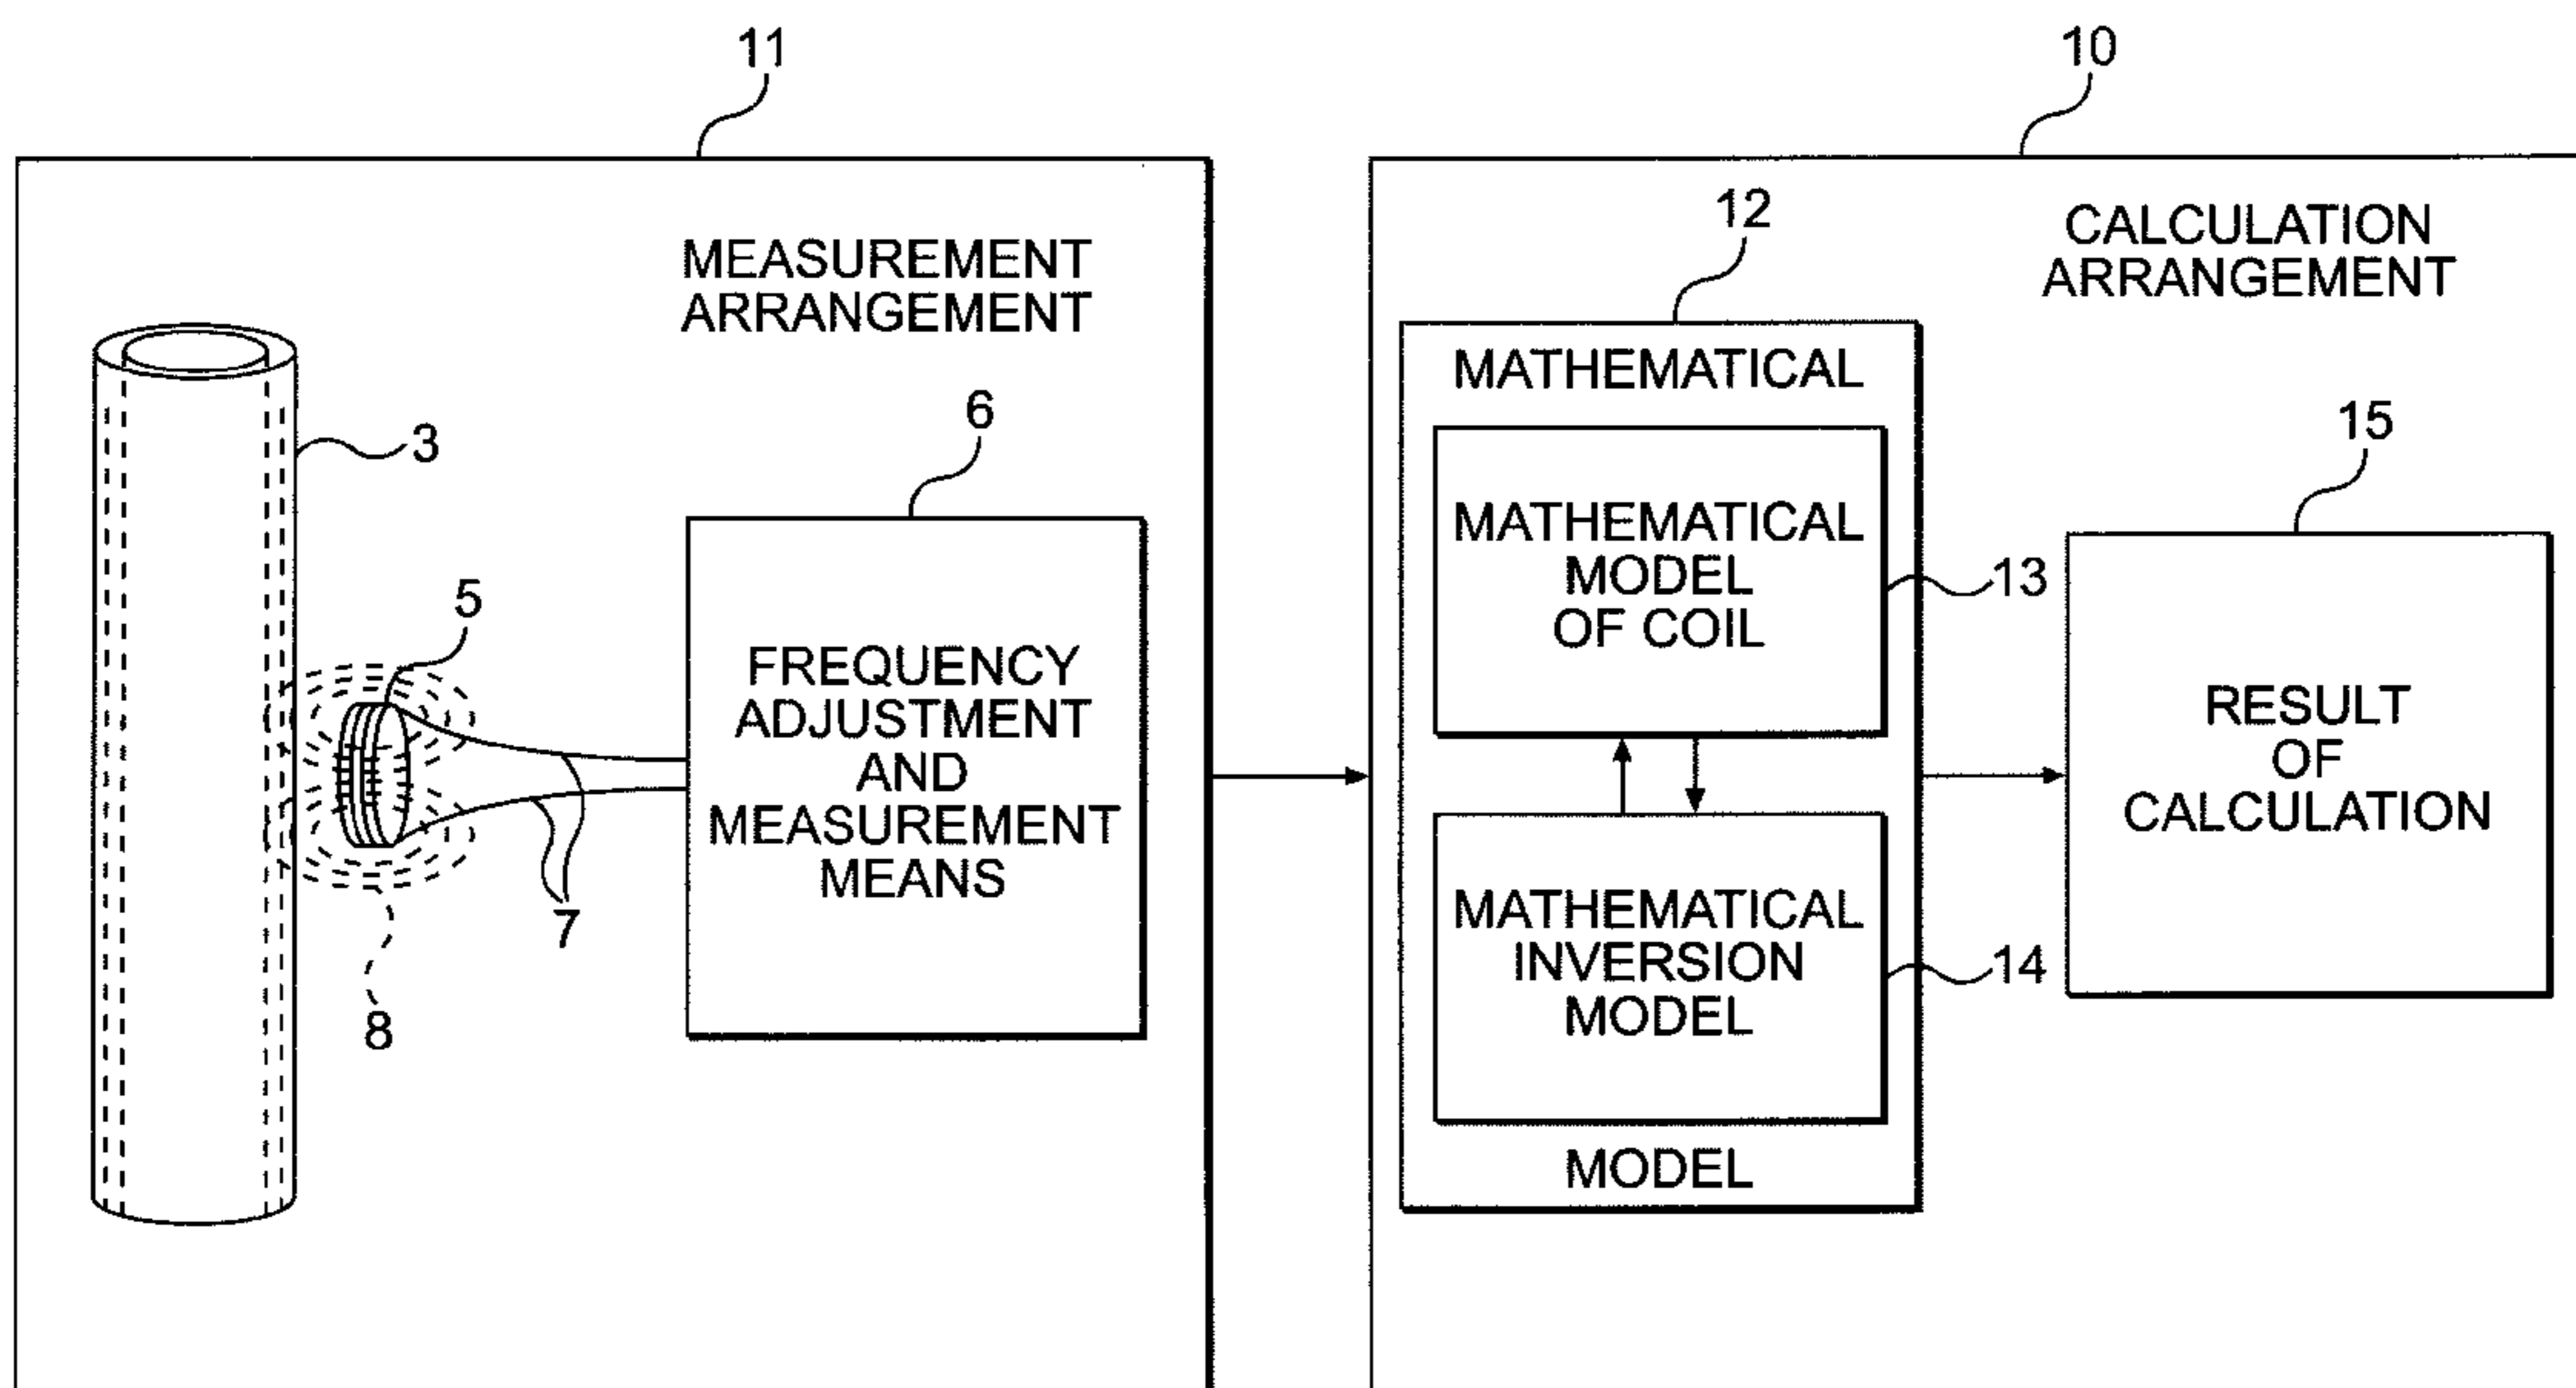 11
10
MEASUREMENT
ARRANGEMENT
3
5
6
FREQUENCY
ADJUSTMENT
AND
MEASUREMENT
MEANS
7
8
CALCULATION
ARRANGEMENT
12
MATHEMATICAL
MATHEMATICAL
MODEL
OF COIL
13
MATHEMATICAL
INVERSION
MODEL
14
MODEL
15
RESULT
OF
CALCULATION